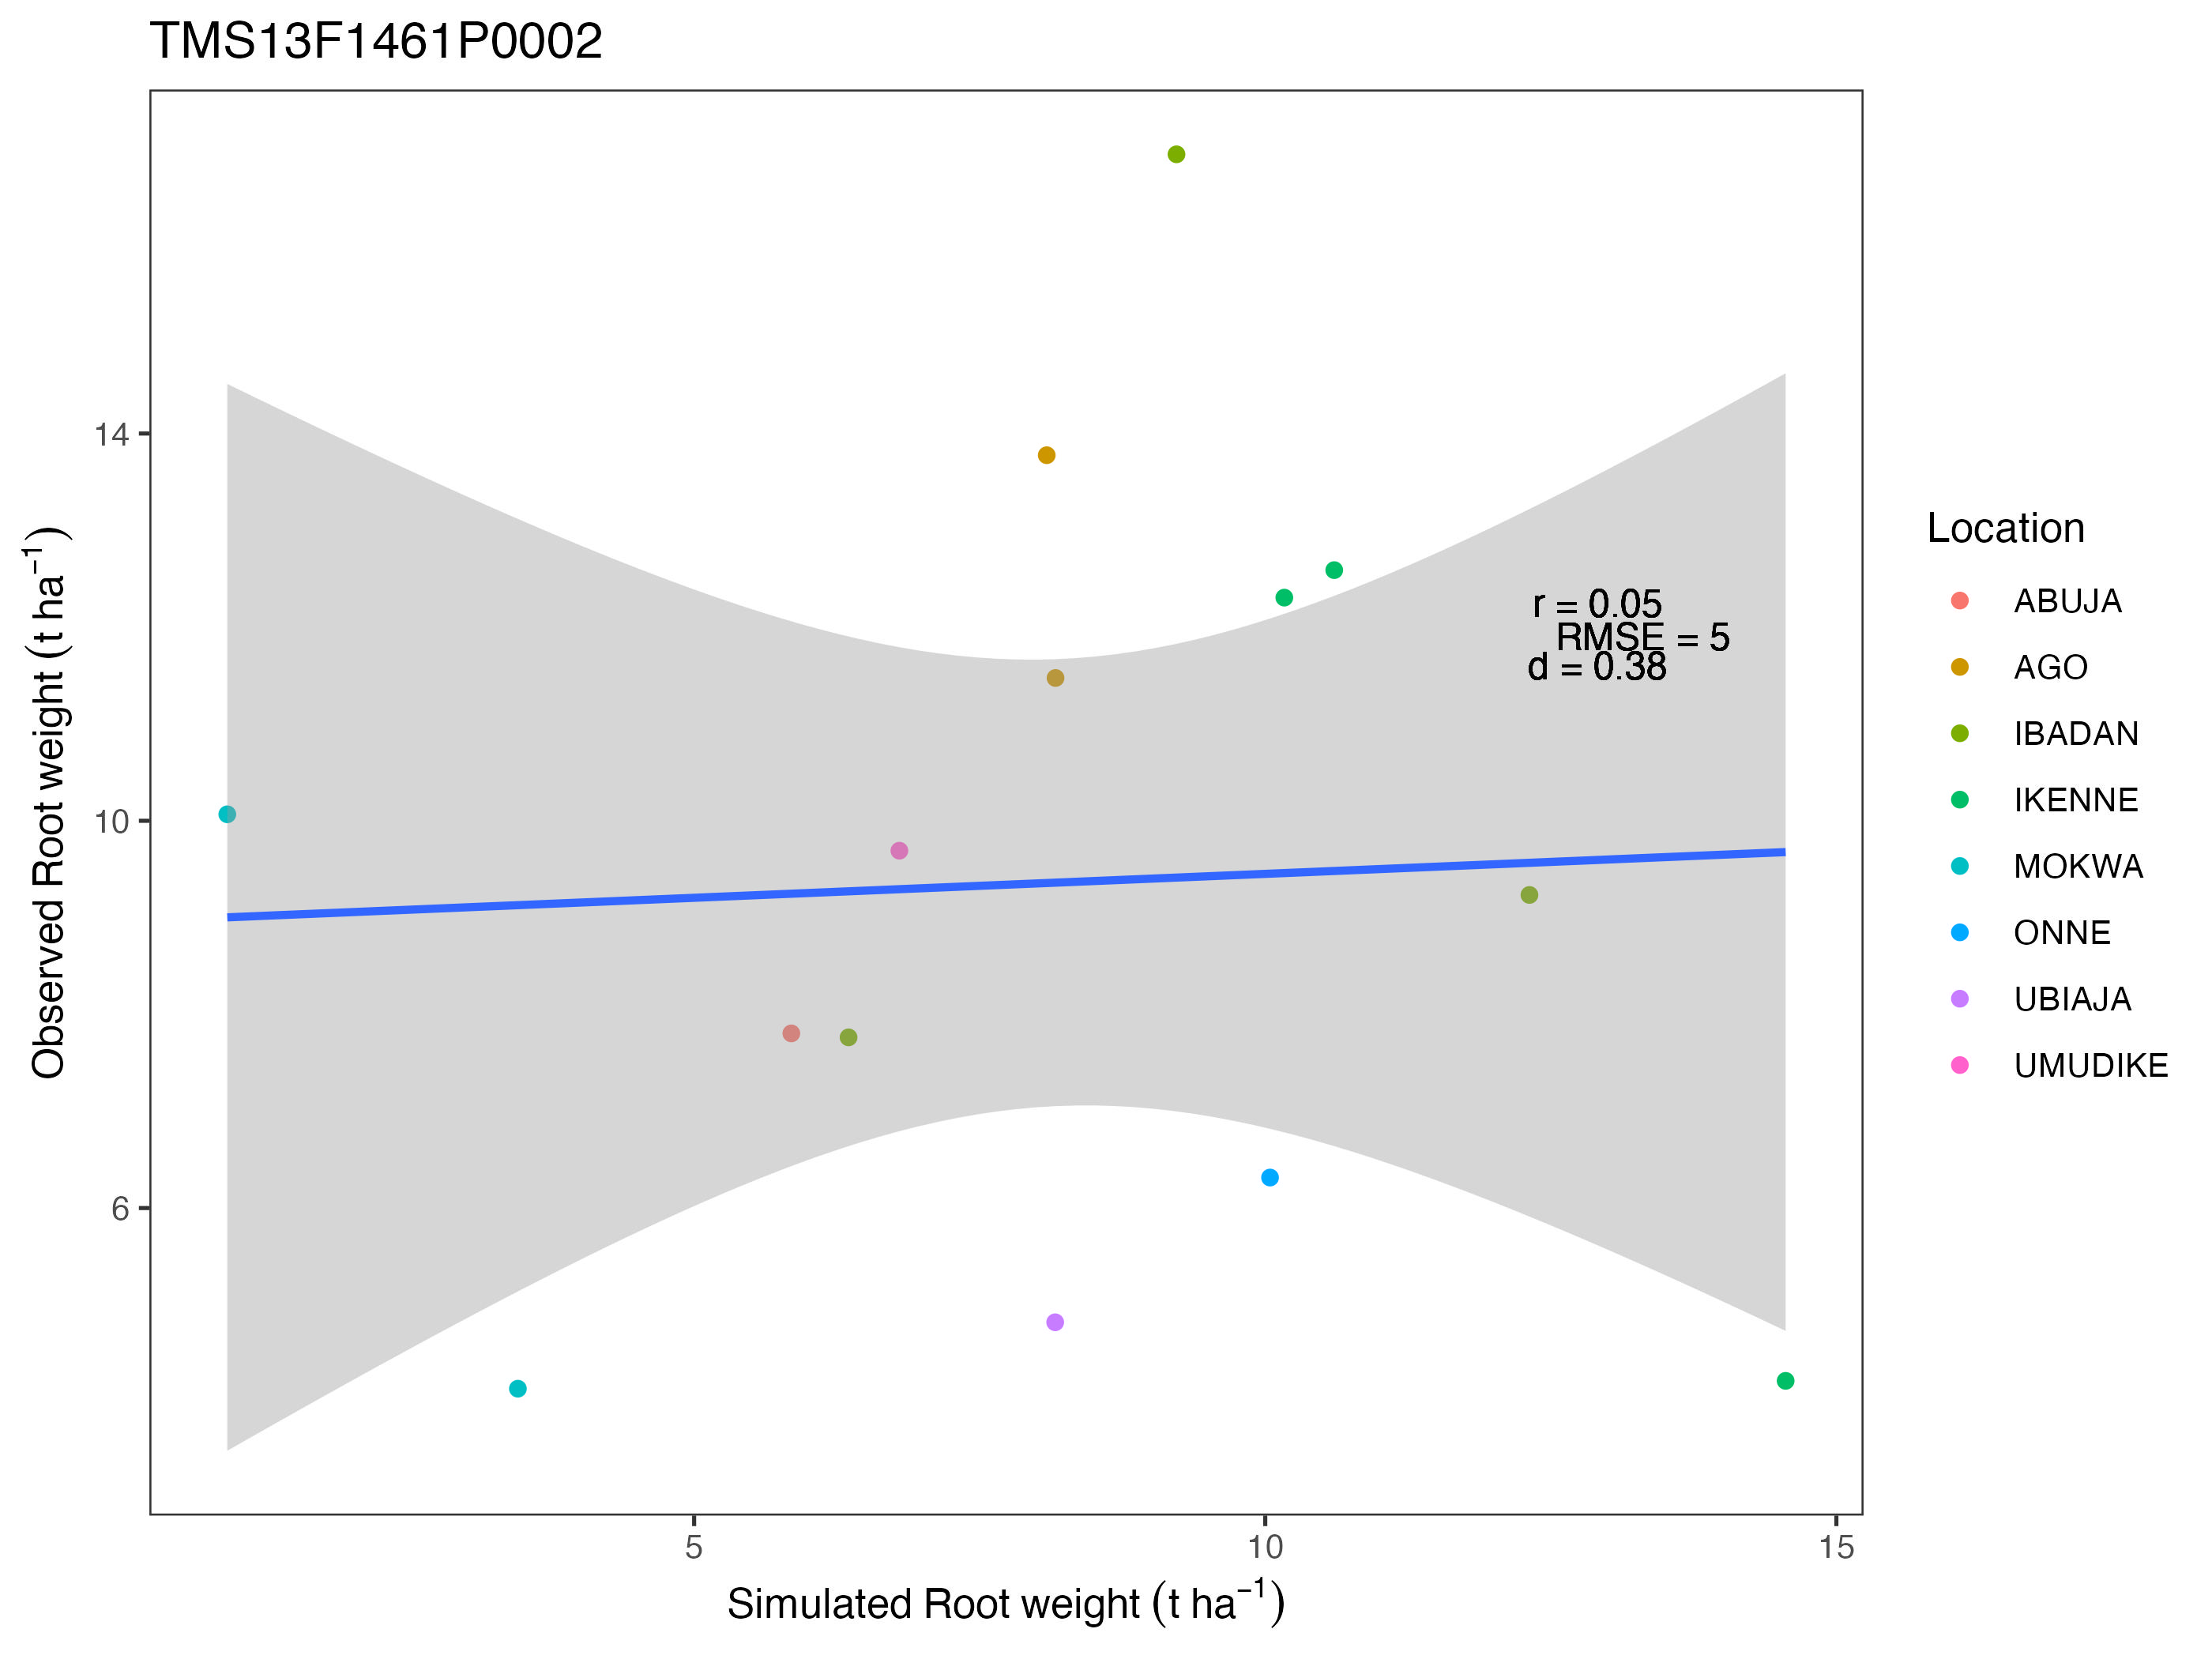 TMS13F1461P0002
Observed Root weight (t ha⁻¹)
14
10
6
r = 0.05
RMSE = 5
d = 0.38
5
10
15
Simulated Root weight (t ha⁻¹)
Location
ABUJA
AGO
IBADAN
IKENNE
MOKWA
ONNE
UBIAJA
UMUDIKE